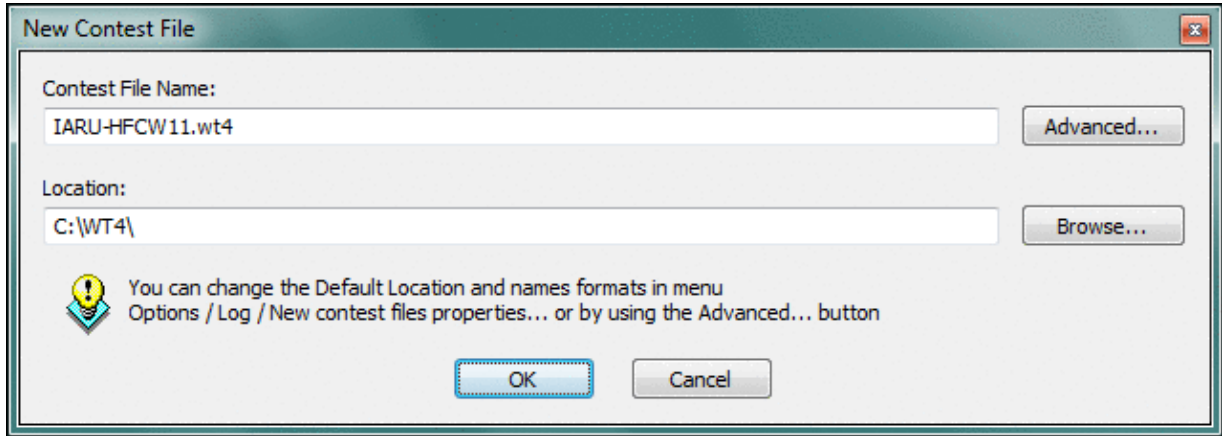 New Contest File
Contest File Name:
IARU-HFCW11.wt4
Advanced...
Location:
C:\WT4\
Browse...
You can change the Default Location and names formats in menu
Options / Log / New contest files properties... or by using the Advanced... button
OK
Cancel